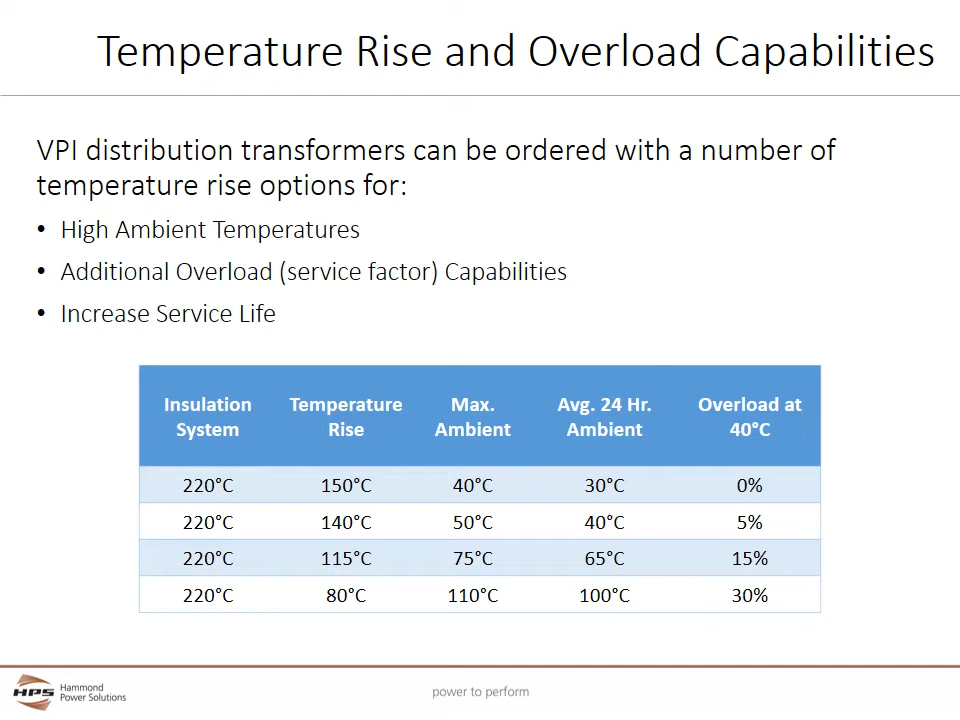 Temperature Rise and Overload Capabilities
VPI distribution transformers can be ordered with a number of
temperature rise options for:
• High Ambient Temperatures
• Additional Overload (service factor) Capabilities
• Increase Service Life
Insulation System Temperature Rise Max. Ambient Avg. 24 Hr. Ambient Overload at 40°C
220°C 150°C 40°C 30°C 0%
220°C 140°C 50°C 40°C 5%
220°C 115°C 75°C 65°C 15%
220°C 80°C 110°C 100°C 30%
HPS Hammond
Power Solutions
power to perform